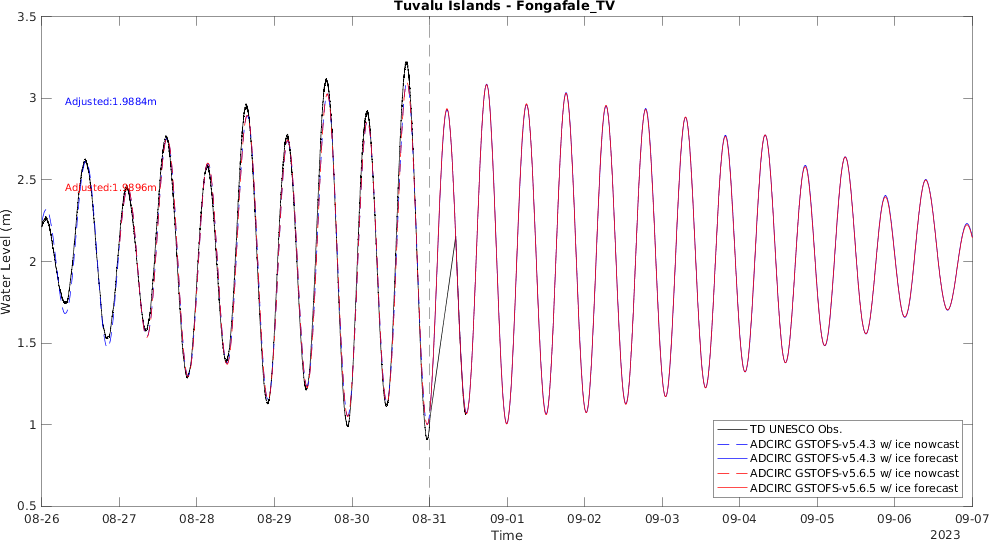 Tuvalu Islands - Fongafale_TV
3.5
3
2.5
2
1.5
1
0.5
Water Level (m)
Adjusted:1.9884m
Adjusted:1.9896m
TD UNESCO Obs.
ADCIRC GSTOFS-v5.4.3 w/ ice nowcast
ADCIRC GSTOFS-v5.4.3 w/ ice forecast
ADCIRC GSTOFS-v5.6.5 w/ ice nowcast
ADCIRC GSTOFS-v5.6.5 w/ ice forecast
08-26 08-27 08-28 08-29 08-30 08-31 09-01 09-02 09-03 09-04 09-05 09-06 09-07
Time
2023